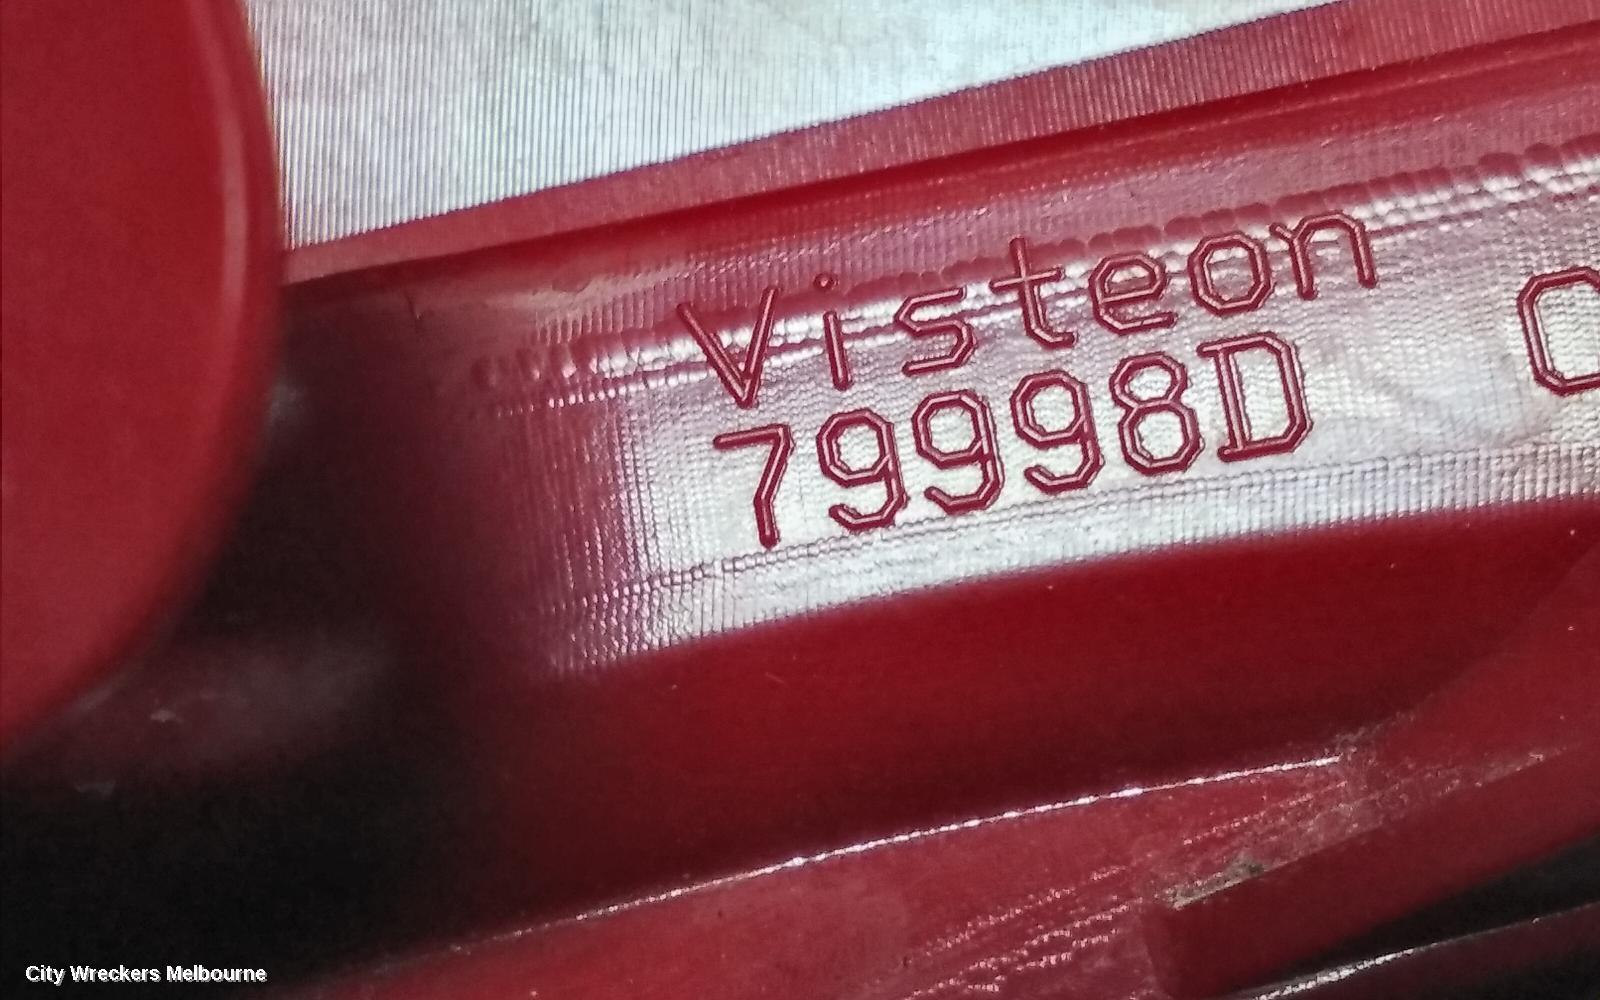 Visteon
79998D
City Wreckers Melbourne